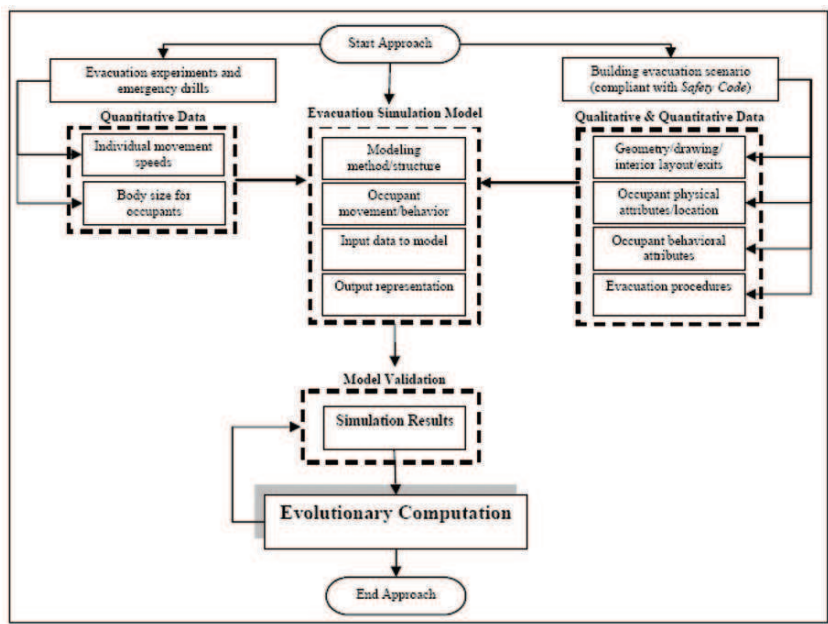 Start Approach
Evacuation experiments and
emergency drills
Building evacuation scenario
(compliant with Safety Code)
Quantitative Data
Individual movement
speeds
Body size for
occupants
Evacuation Simulation Model
Modeling
method/structure
Occupant
movement/behavior
Input data to model
Output representation
Qualitative & Quantitative Data
Geometry/drawing/
interior layout/exits
Occupant physical
attributes/location
Occupant behavioral
attributes
Evacuation procedures
Model Validation
Simulation Results
Evolutionary Computation
End Approach